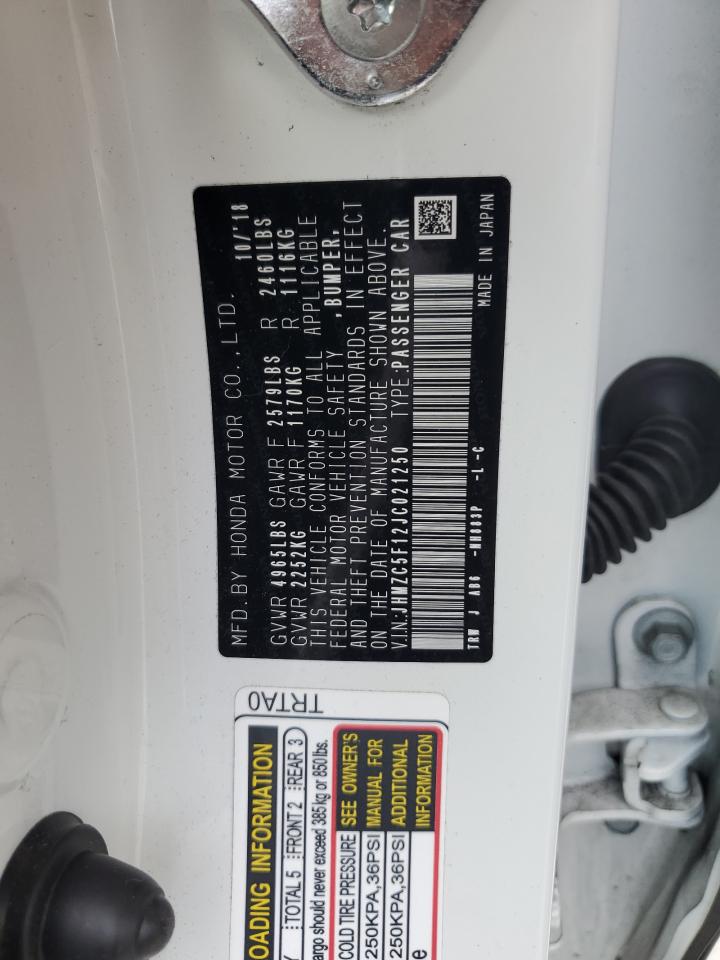 MFD. BY HONDA MOTOR CO., LTD. 10/'18
GVWR 4965LBS GAWR F 2579LBS R 2460LBS
GVWR 2252KG GAWR F 1170KG R 1116KG
THIS VEHICLE CONFORMS TO ALL APPLICABLE
FEDERAL MOTOR VEHICLE SAFETY ,BUMPER,
AND THEFT PREVENTION STANDARDS IN EFFECT
ON THE DATE OF MANUFACTURE SHOWN ABOVE.
V.I.N:JHMZC5F12JC021250 TYPE:PASSENGER CAR
TRW J AB6 -NH883P -L-C MADE IN JAPAN
TRTA0
OADING INFORMATION
TOTAL 5 FRONT 2 REAR 3
argo should never exceed 385 kg or 850 lbs.
COLD TIRE PRESSURE
250KPA,36PSI
250KPA,36PSI
SEE OWNER'S
MANUAL FOR
ADDITIONAL
INFORMATION